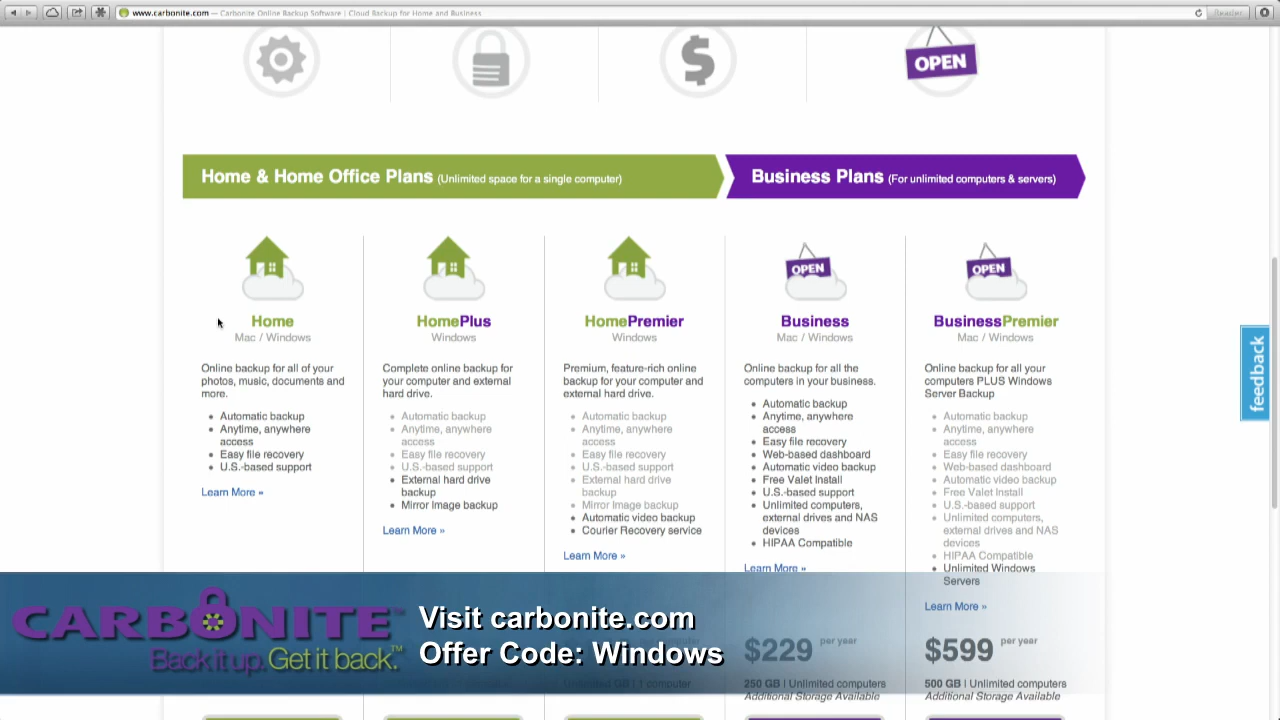 www.carbonite.com — Carbonite Online Backup Software | Cloud Backup for Home and Business
Reader
OPEN
Home & Home Office Plans (Unlimited space for a single computer)
Business Plans (For unlimited computers & servers)
OPEN
OPEN
Home
Mac / Windows
Online backup for all of your
photos, music, documents and
more.
• Automatic backup
• Anytime, anywhere
access
• Easy file recovery
• U.S.-based support
Learn More »
HomePlus
Windows
Complete online backup for
your computer and external
hard drive.
• Automatic backup
• Anytime, anywhere
access
• Easy file recovery
• U.S.-based support
• External hard drive
backup
• Mirror Image backup
Learn More »
HomePremier
Windows
Premium, feature-rich online
backup for your computer and
external hard drive.
• Automatic backup
• Anytime, anywhere
access
• Easy file recovery
• U.S.-based support
• External hard drive
backup
• Mirror Image backup
• Automatic video backup
• Courier Recovery service
Learn More »
Business
Mac / Windows
Online backup for all the
computers in your business.
• Automatic backup
• Anytime, anywhere
access
• Easy file recovery
• Web-based dashboard
• Automatic video backup
• Free Valet Install
• U.S.-based support
• Unlimited computers,
external drives and NAS
devices
• HIPAA Compatible
Learn More »
$229 per year
250 GB | Unlimited computers
Additional Storage Available
BusinessPremier
Mac / Windows
Online backup for all your
computers PLUS Windows
Server Backup
• Automatic backup
• Anytime, anywhere
access
• Easy file recovery
• Web-based dashboard
• Automatic video backup
• Free Valet Install
• U.S.-based support
• Unlimited computers,
external drives and NAS
devices
• HIPAA Compatible
• Unlimited Windows
Servers
Learn More »
$599 per year
500 GB | Unlimited computers
Additional Storage Available
feedback
CARBONITE™
Back it up. Get it back.™
Visit carbonite.com
Offer Code: Windows